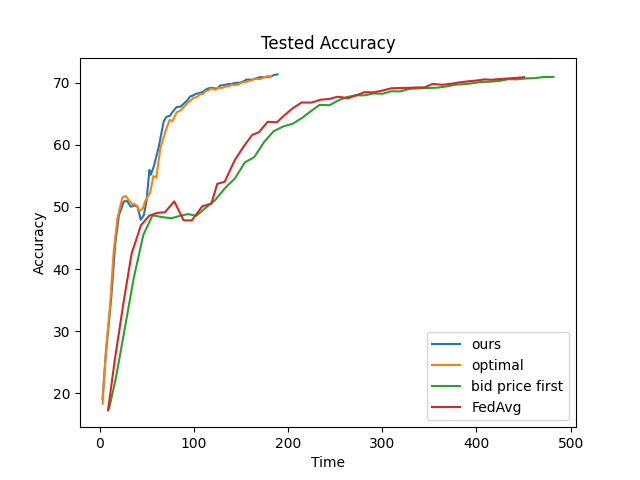 Tested Accuracy
Accuracy
70
60
50
40
30
20
ours
optimal
bid price first
FedAvg
0 100 200 300 400 500
Time